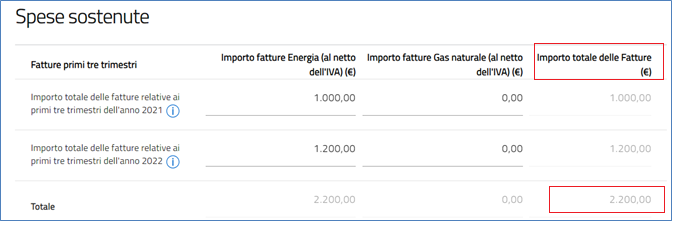 Spese sostenute
Fatture primi tre trimestri
Importo fatture Energia (al netto
dell'IVA) (€)
Importo fatture Gas naturale (al netto
dell'IVA) (€)
Importo totale delle Fatture
(€)
Importo totale delle fatture relative ai
primi tre trimestri dell'anno 2021 i
1.000,00
0,00
1.000,00
Importo totale delle fatture relative ai
primi tre trimestri dell'anno 2022 i
1.200,00
0,00
1.200,00
Totale
2.200,00
0,00
2.200,00